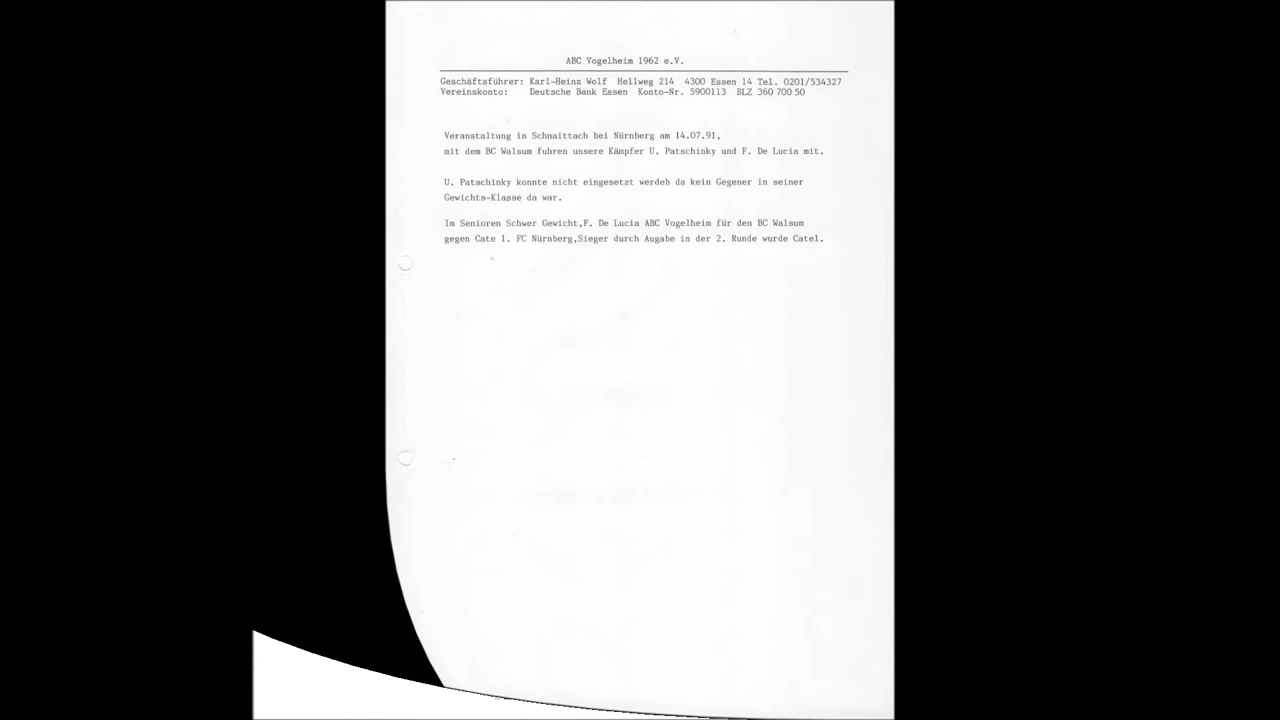 ABC Vogelheim 1962 e.V.
Geschäftsführer: Karl-Heinz Wolf Hellweg 214 4300 Essen 14 Tel. 0201/534327
Vereinskonto: Deutsche Bank Essen Konto-Nr. 5900113 BLZ 360 700 50
Veranstaltung in Schnaittach bei Nürnberg am 14.07.91,
mit dem BC Walsum fuhren unsere Kämpfer U. Patschinky und F. De Lucia mit.
U. Patschinky konnte nicht eingesetzt werdeb da kein Gegener in seiner
Gewichts-Klasse da war.
Im Senioren Schwer Gewicht,F. De Lucia ABC Vogelheim für den BC Walsum
gegen Cate 1. FC Nürnberg,Sieger durch Augabe in der 2. Runde wurde Catel.